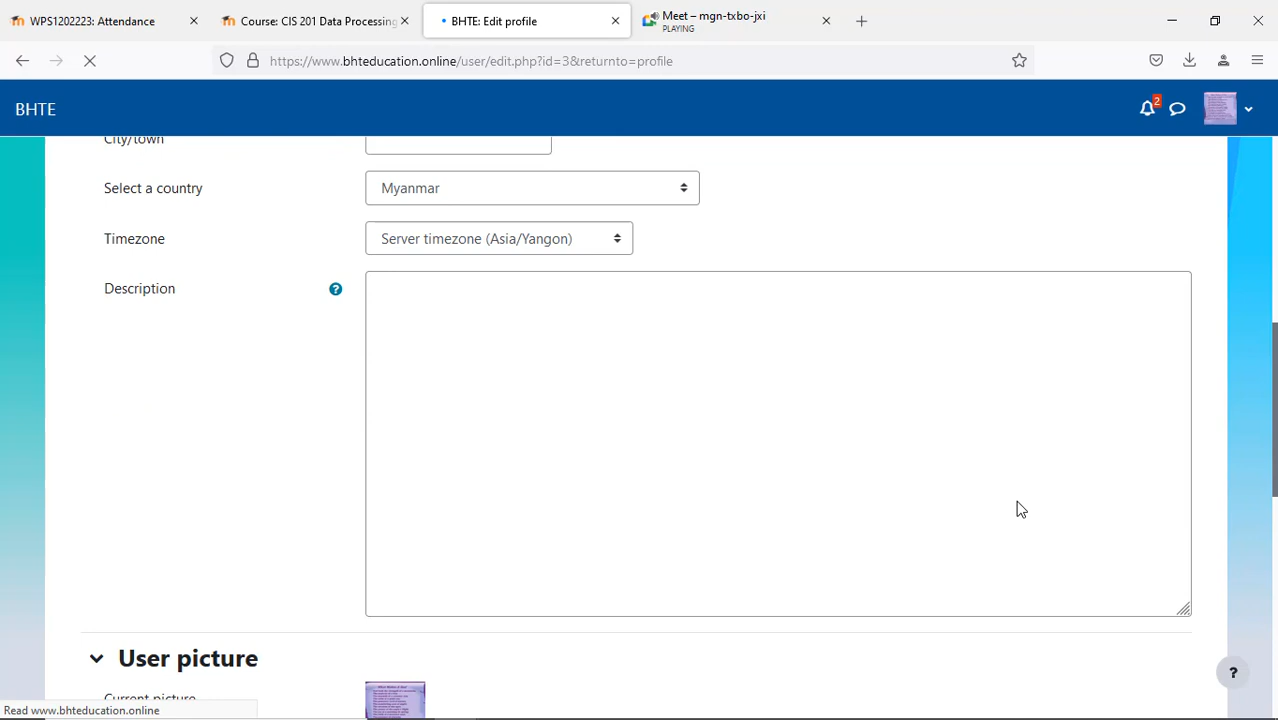 WPS1202223: Attendance
Course: CIS 201 Data Processing
BHTE: Edit profile
Meet – mgn-txbo-jxi
PLAYING
https://www.bhteducation.online/user/edit.php?id=3&returnto=profile
BHTE
2
City/town
Select a country
Myanmar
Timezone
Server timezone (Asia/Yangon)
Description
?
User picture
Current picture
?
Read www.bhteducation.online